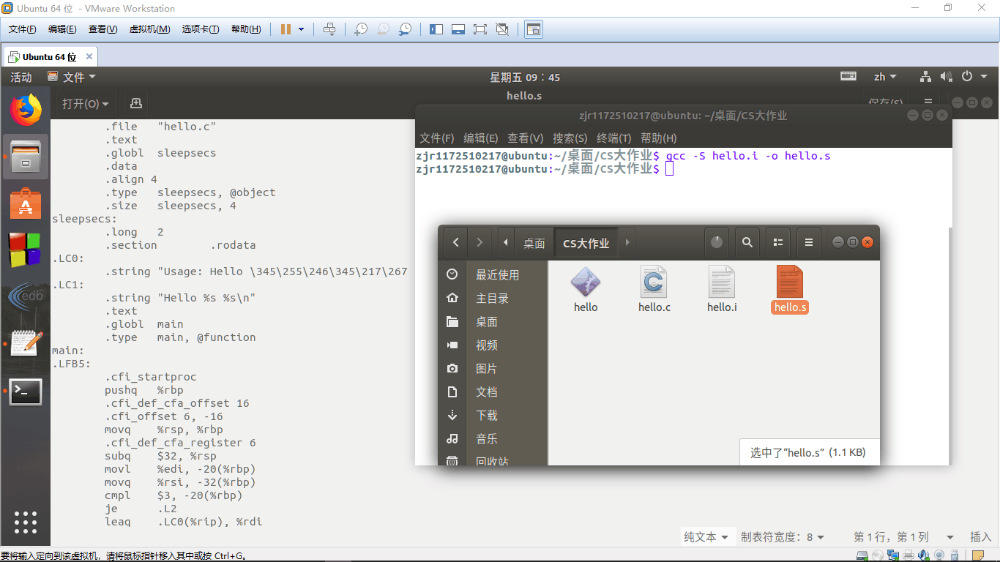 Ubuntu 64 位 - VMware Workstation
文件(F) 编辑(E) 查看(V) 虚拟机(M) 选项卡(T) 帮助(H)
Ubuntu 64 位
活动 文件 星期五 09：45 zh
打开(O) hello.s 保存(S)
.file "hello.c"
.text
.globl sleepsecs
.data
.align 4
.type sleepsecs, @object
.size sleepsecs, 4
sleepsecs:
.long 2
.section .rodata
.LC0:
.string "Usage: Hello \345\255\246\345\217\267
.LC1:
.string "Hello %s %s\n"
.text
.globl main
.type main, @function
main:
.LFB5:
.cfi_startproc
pushq %rbp
.cfi_def_cfa_offset 16
.cfi_offset 6, -16
movq %rsp, %rbp
.cfi_def_cfa_register 6
subq $32, %rsp
movl %edi, -20(%rbp)
movq %rsi, -32(%rbp)
cmpl $3, -20(%rbp)
je .L2
leaq .LC0(%rip), %rdi
zjr1172510217@ubuntu: ~/桌面/CS大作业
文件(F) 编辑(E) 查看(V) 搜索(S) 终端(T) 帮助(H)
zjr1172510217@ubuntu:~/桌面/CS大作业$ gcc -S hello.i -o hello.s
zjr1172510217@ubuntu:~/桌面/CS大作业$
桌面 CS大作业
最近使用
主目录
桌面
视频
图片
文档
下载
音乐
回收站
hello hello.c hello.i hello.s
选中了“hello.s” (1.1 KB)
edb
纯文本 制表符宽度：8 第 1 行，第 1 列 插入
要将输入定向到该虚拟机，请将鼠标指针移入其中或按 Ctrl+G。